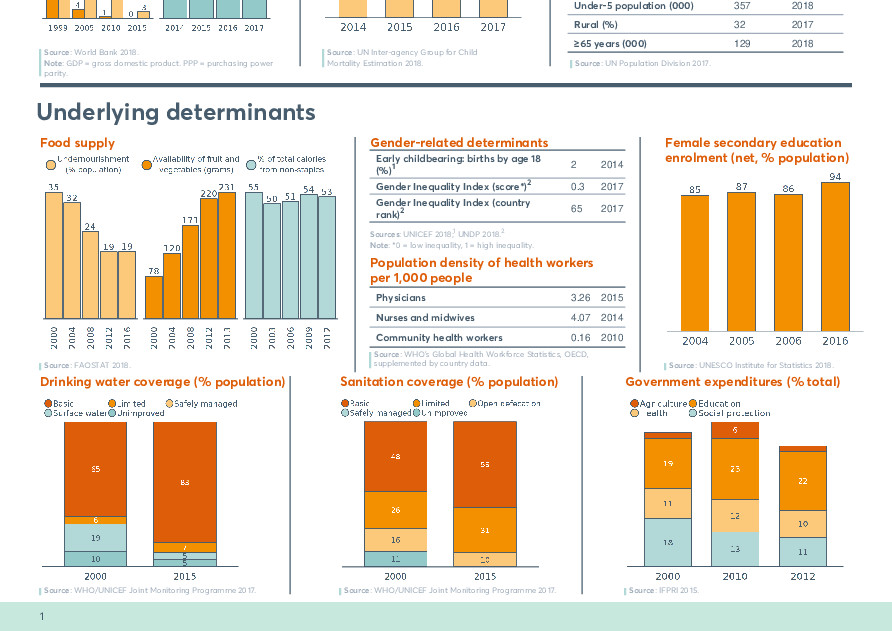 4
1
0
3
1999 2005 2010 2015
2014 2015 2016 2017
Source: World Bank 2018.
Note: GDP = gross domestic product. PPP = purchasing power
parity.
2014 2015 2016 2017
Source: UN Inter-agency Group for Child
Mortality Estimation 2018.
Under-5 population (000) 357 2018
Rural (%) 32 2017
≥65 years (000) 129 2018
Source: UN Population Division 2017.
Underlying determinants
Food supply
Undernourishment
(% population)
Availability of fruit and
vegetables (grams)
% of total calories
from non-staples
35 32 24 19 19
78 120 171 220 231
55 50 51 54 53
2000 2004 2008 2012 2016
2000 2004 2008 2012 2013
2000 2003 2006 2009 2012
Source: FAOSTAT 2018.
Gender-related determinants
Early childbearing: births by age 18
(%)1 2 2014
Gender Inequality Index (score*)2 0.3 2017
Gender Inequality Index (country
rank)2 65 2017
Sources: UNICEF 2018,1 UNDP 2018.2
Note: *0 = low inequality, 1 = high inequality.
Population density of health workers
per 1,000 people
Physicians 3.26 2015
Nurses and midwives 4.07 2014
Community health workers 0.16 2010
Source: WHO's Global Health Workforce Statistics, OECD,
supplemented by country data.
Female secondary education
enrolment (net, % population)
85 87 86 94
2004 2005 2006 2016
Source: UNESCO Institute for Statistics 2018.
Drinking water coverage (% population)
Basic Limited Safely managed
Surface water Unimproved
65 83
6 7
19 5
10 5
2000 2015
Source: WHO/UNICEF Joint Monitoring Programme 2017.
Sanitation coverage (% population)
Basic Limited Open defecation
Safely managed Unimproved
48
26 31
16 10
11
2000 2015
Source: WHO/UNICEF Joint Monitoring Programme 2017.
Government expenditures (% total)
Agriculture Education
Health Social protection
6
19 22
11 12 10
18 13 11
2000 2010 2012
Source: IFPRI 2015.
1